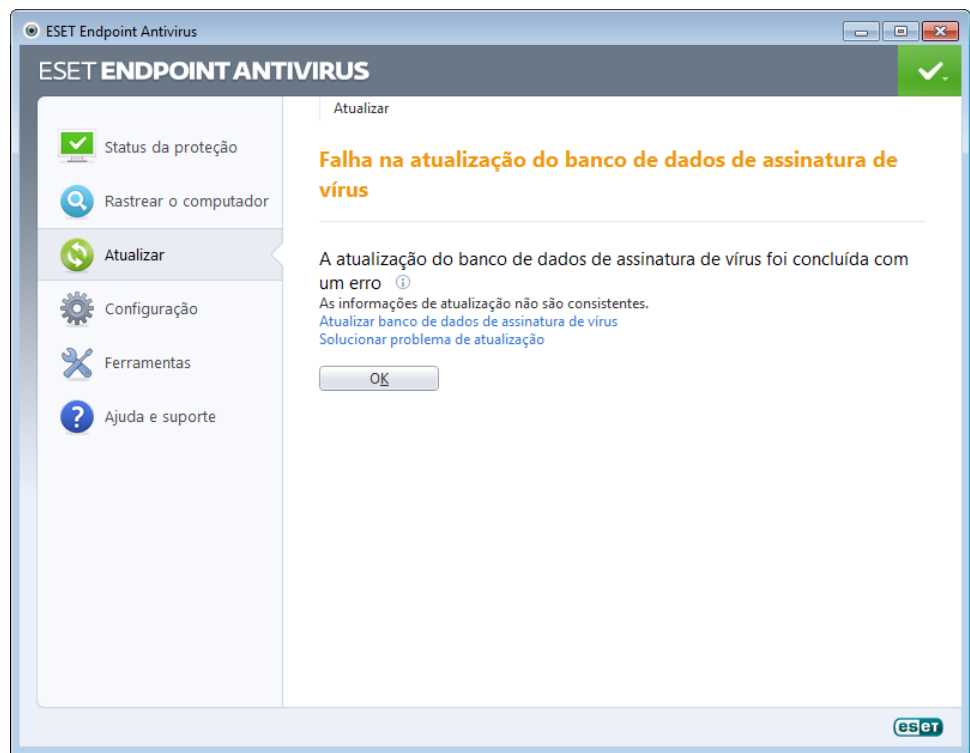 ESET Endpoint Antivirus
ESET ENDPOINT ANTIVIRUS
Status da proteção
Rastrear o computador
Atualizar
Configuração
Ferramentas
Ajuda e suporte
Atualizar
Falha na atualização do banco de dados de assinatura de
vírus
A atualização do banco de dados de assinatura de vírus foi concluída com
um erro
As informações de atualização não são consistentes.
Atualizar banco de dados de assinatura de vírus
Solucionar problema de atualização
OK
eseT